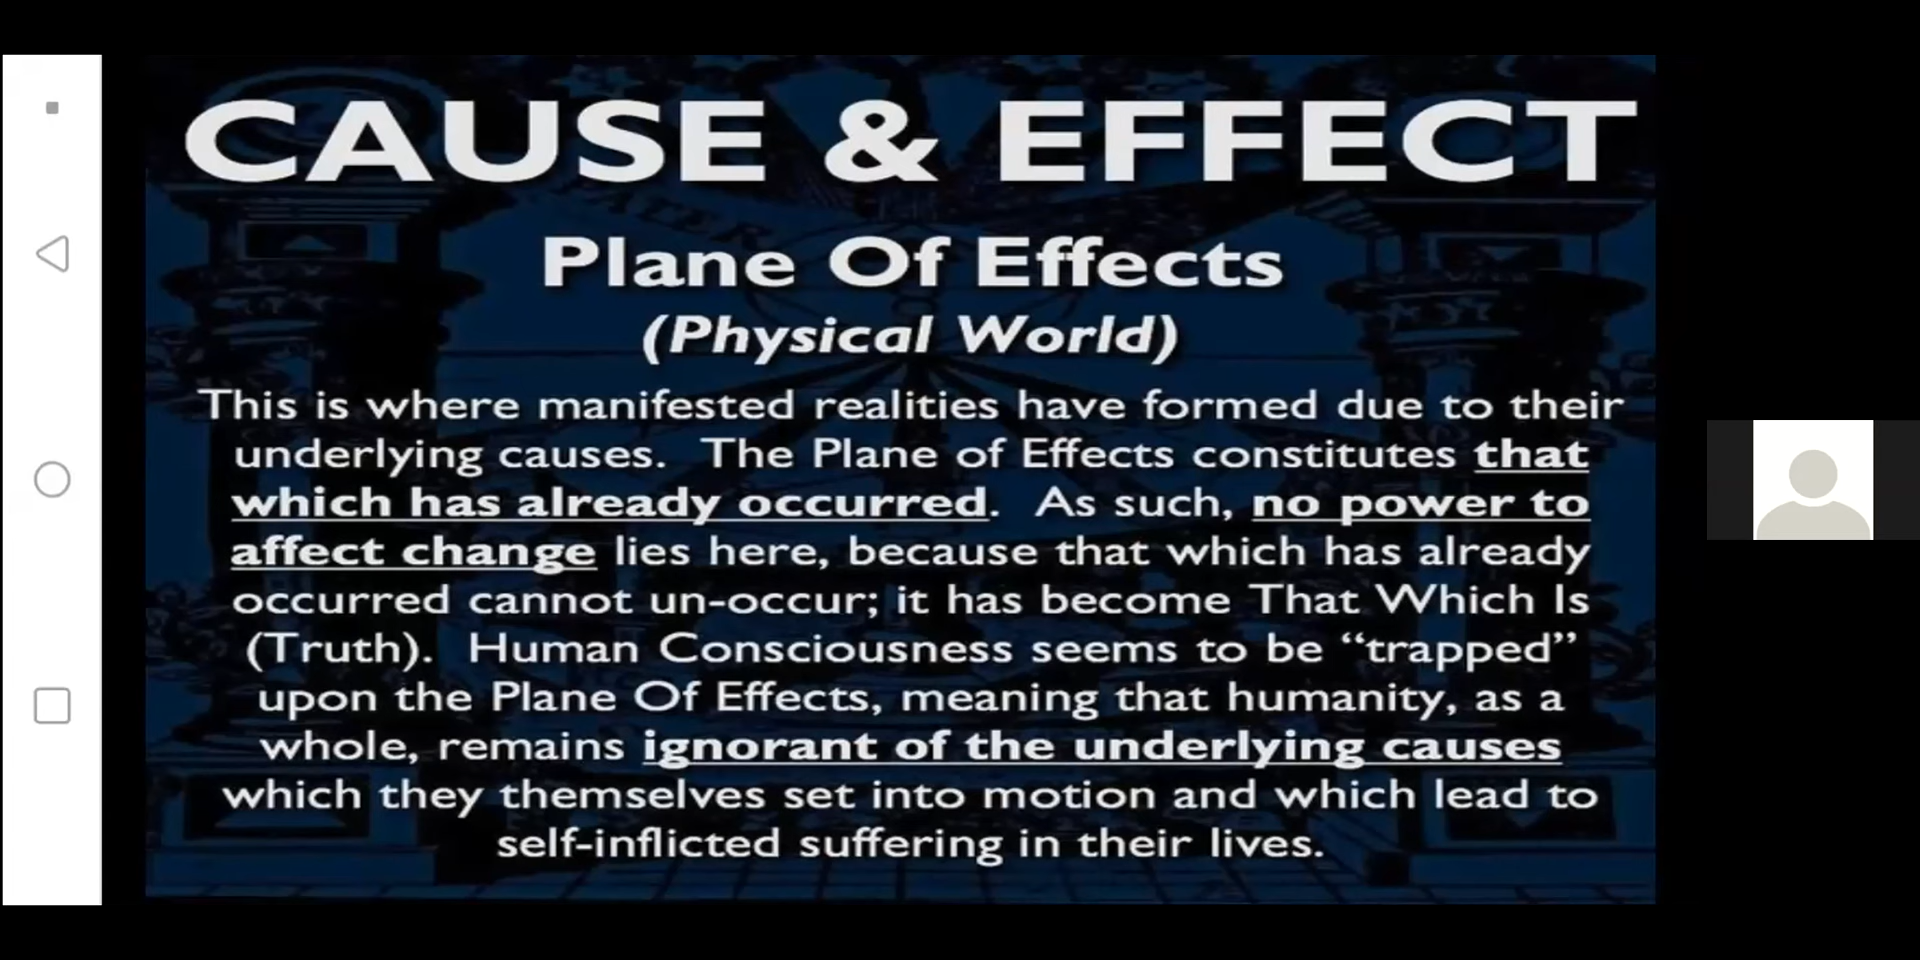 CAUSE & EFFECT
Plane Of Effects
(Physical World)
This is where manifested realities have formed due to their
underlying causes. The Plane of Effects constitutes that
which has already occurred. As such, no power to
affect change lies here, because that which has already
occurred cannot un-occur; it has become That Which Is
(Truth). Human Consciousness seems to be “trapped”
upon the Plane Of Effects, meaning that humanity, as a
whole, remains ignorant of the underlying causes
which they themselves set into motion and which lead to
self-inflicted suffering in their lives.